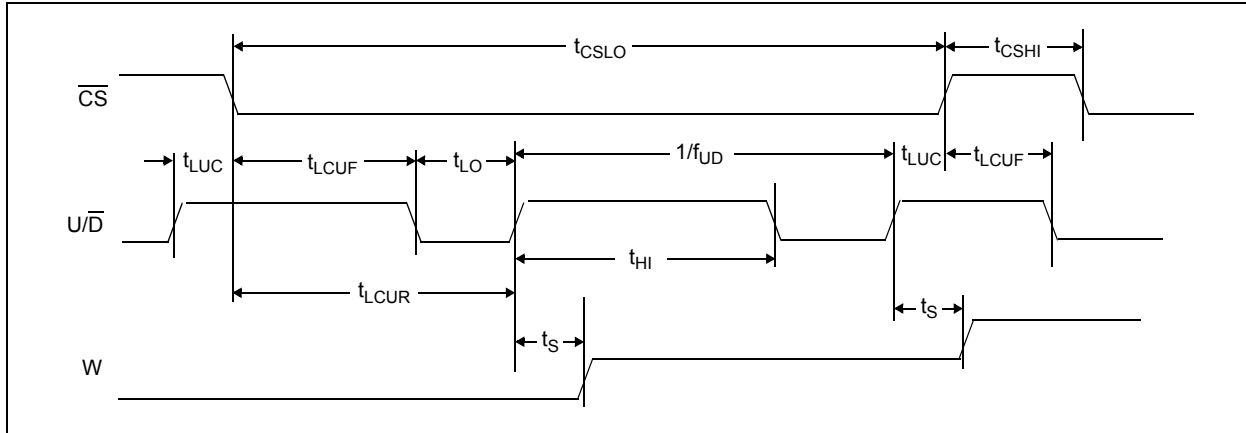 tCSLO
tCSHI
CS
tLUC
tLCUF
tLO
1/fUD
tLUC
tLCUF
U/D
tHI
tLCUR
tS
tS
W